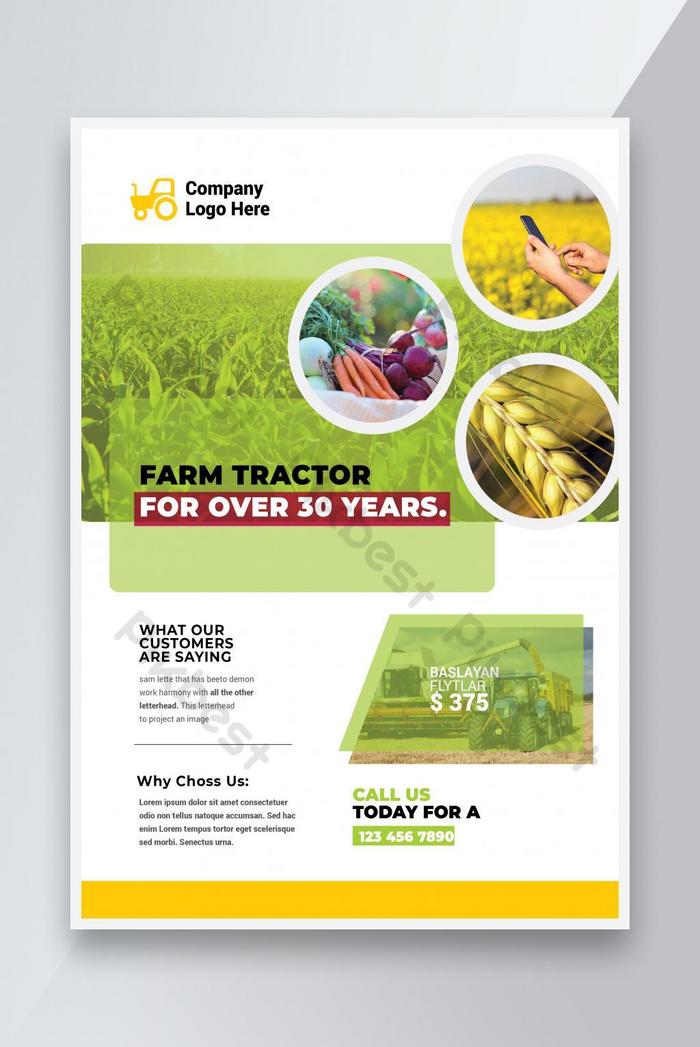 Company
Logo Here
FARM TRACTOR
FOR OVER 30 YEARS.
WHAT OUR
CUSTOMERS
ARE SAYING
sam lette that has beeto demon
work harmony with all the other
letterhead. This letterhead
to project an image
BASLAYAN
FLYTLAR
$ 375
Why Choss Us:
Lorem ipsum dolor sit amet consectetuer
odio non tellus natoque accumsan. Sed hac
enim Lorem tempus tortor eget scelerisque
sed morbi. Senectus urna.
CALL US
TODAY FOR A
123 456 7890
pikbest
pikbest
pikbest